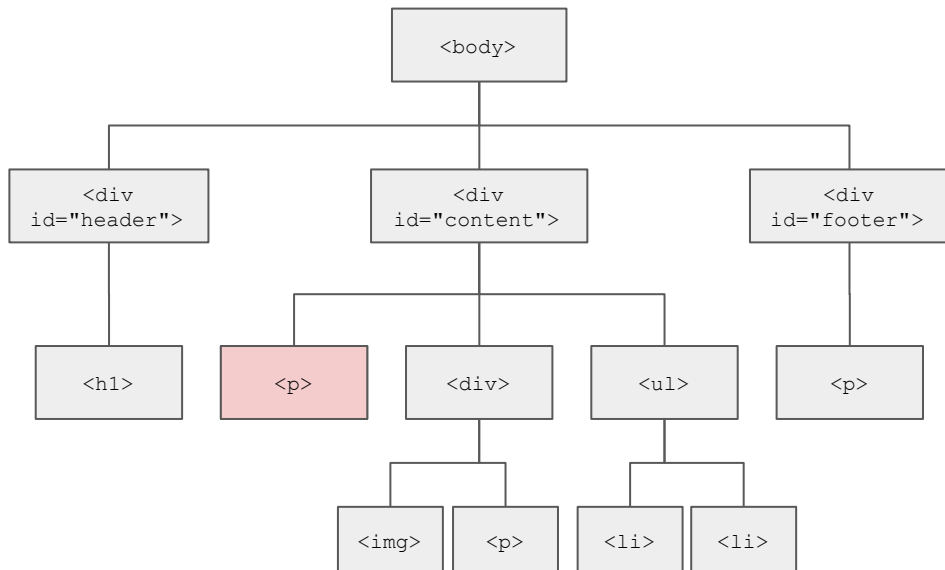 <body>
<div
id="header">
<div
id="content">
<div
id="footer">
<h1>
<p>
<div>
<ul>
<p>
<img>
<p>
<li>
<li>